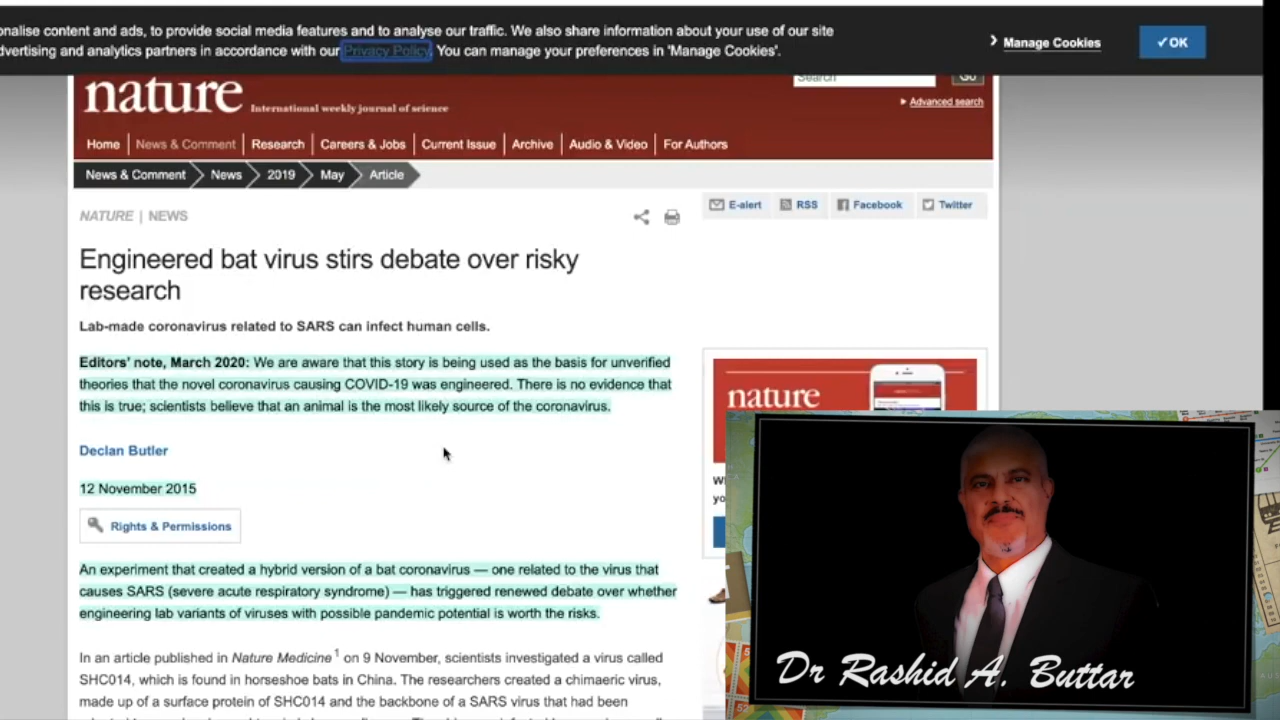 onalise content and ads, to provide social media features and to analyse our traffic. We also share information about your use of our site
dvertising and analytics partners in accordance with our Privacy Policy. You can manage your preferences in 'Manage Cookies'.
Manage Cookies
✓OK
nature International weekly journal of science
Search
Go
Advanced search
Home
News & Comment
Research
Careers & Jobs
Current Issue
Archive
Audio & Video
For Authors
News & Comment
News
2019
May
Article
NATURE | NEWS
E-alert
RSS
Facebook
Twitter
Engineered bat virus stirs debate over risky
research
Lab-made coronavirus related to SARS can infect human cells.
Editors' note, March 2020: We are aware that this story is being used as the basis for unverified
theories that the novel coronavirus causing COVID-19 was engineered. There is no evidence that
this is true; scientists believe that an animal is the most likely source of the coronavirus.
Declan Butler
12 November 2015
Rights & Permissions
An experiment that created a hybrid version of a bat coronavirus — one related to the virus that
causes SARS (severe acute respiratory syndrome) — has triggered renewed debate over whether
engineering lab variants of viruses with possible pandemic potential is worth the risks.
In an article published in Nature Medicine1 on 9 November, scientists investigated a virus called
SHC014, which is found in horseshoe bats in China. The researchers created a chimaeric virus,
made up of a surface protein of SHC014 and the backbone of a SARS virus that had been
nature
Dr Rashid A. Buttar